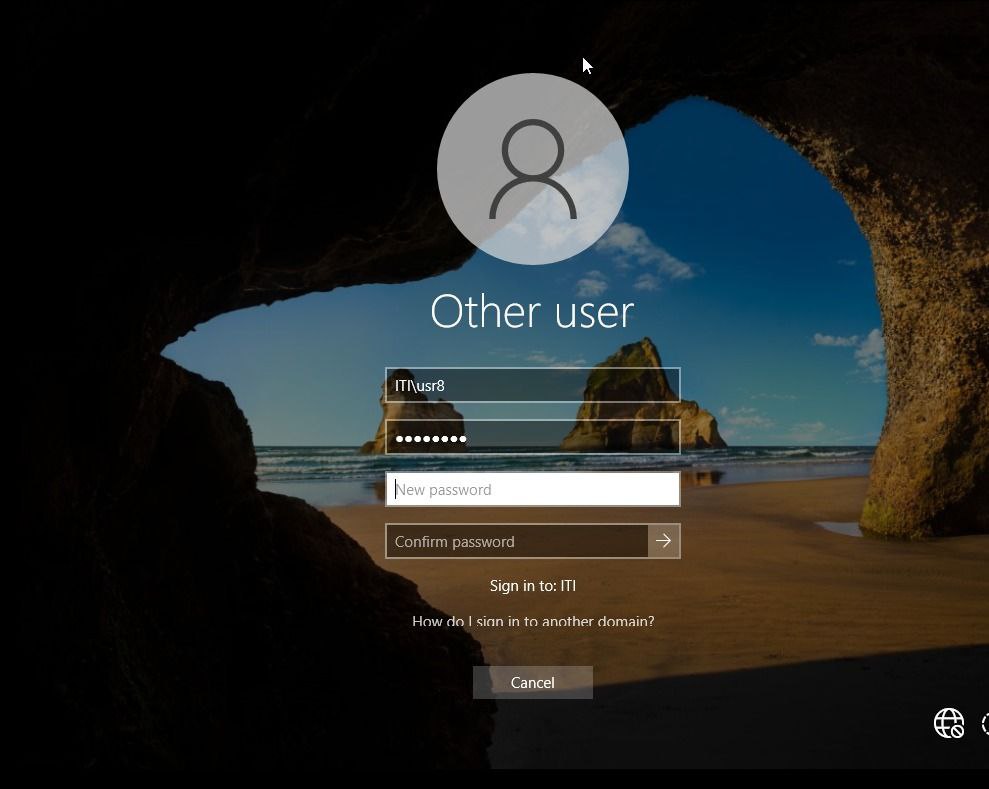 Other user
ITI\usr8
●●●●●●●●
New password
Confirm password
Sign in to: ITI
How do I sign in to another domain?
Cancel